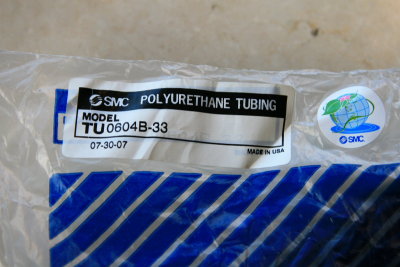 SMC POLYURETHANE TUBING
MODEL
TU0604B-33
07-30-07
MADE IN USA
SMC